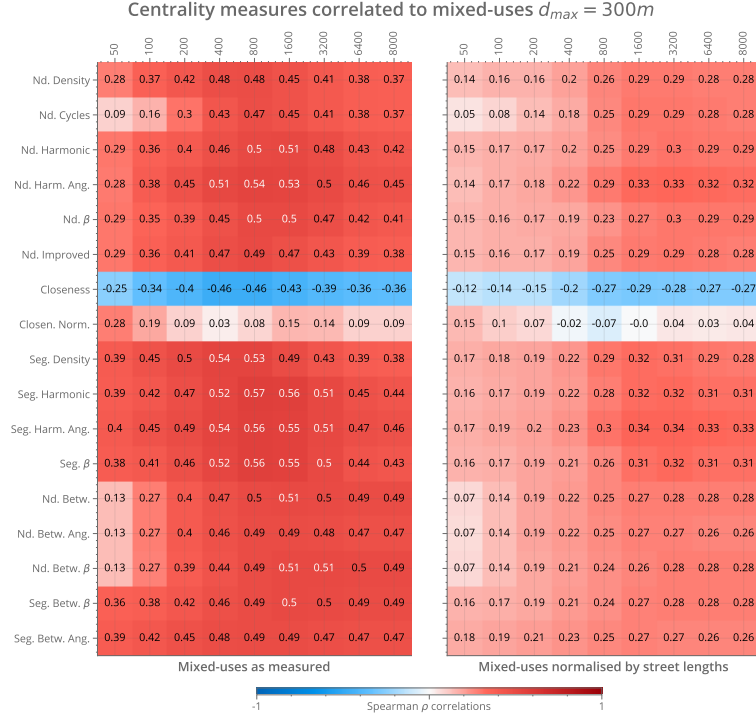 Centrality measures correlated to mixed-uses d_max = 300m
50 100 200 400 800 1600 3200 6400 8000 50 100 200 400 800 1600 3200 6400 8000
Nd. Density 0.28 0.37 0.42 0.48 0.48 0.45 0.41 0.38 0.37 0.14 0.16 0.16 0.2 0.26 0.29 0.29 0.28 0.28
Nd. Cycles 0.09 0.16 0.3 0.43 0.47 0.45 0.41 0.38 0.37 0.05 0.08 0.14 0.18 0.25 0.29 0.29 0.28 0.28
Nd. Harmonic 0.29 0.36 0.4 0.46 0.5 0.51 0.48 0.43 0.42 0.15 0.17 0.17 0.2 0.25 0.29 0.3 0.29 0.29
Nd. Harm. Ang. 0.28 0.38 0.45 0.51 0.54 0.53 0.5 0.46 0.45 0.14 0.17 0.18 0.22 0.29 0.33 0.33 0.32 0.32
Nd. β 0.29 0.35 0.39 0.45 0.5 0.5 0.47 0.42 0.41 0.15 0.16 0.17 0.19 0.23 0.27 0.3 0.29 0.29
Nd. Improved 0.29 0.36 0.41 0.47 0.49 0.47 0.43 0.39 0.38 0.15 0.16 0.17 0.19 0.25 0.29 0.29 0.28 0.28
Closeness -0.25 -0.34 -0.4 -0.46 -0.46 -0.43 -0.39 -0.36 -0.36 -0.12 -0.14 -0.15 -0.2 -0.27 -0.29 -0.28 -0.27 -0.27
Closen. Norm. 0.28 0.19 0.09 0.03 0.08 0.15 0.14 0.09 0.09 0.15 0.1 0.07 -0.02 -0.07 -0.0 0.04 0.03 0.04
Seg. Density 0.39 0.45 0.5 0.54 0.53 0.49 0.43 0.39 0.38 0.17 0.18 0.19 0.22 0.29 0.32 0.31 0.29 0.28
Seg. Harmonic 0.39 0.42 0.47 0.52 0.57 0.56 0.51 0.45 0.44 0.16 0.17 0.19 0.22 0.28 0.32 0.32 0.31 0.31
Seg. Harm. Ang. 0.4 0.45 0.49 0.54 0.56 0.55 0.51 0.47 0.46 0.17 0.19 0.2 0.23 0.3 0.34 0.34 0.33 0.33
Seg. β 0.38 0.41 0.46 0.52 0.56 0.55 0.5 0.44 0.43 0.16 0.17 0.19 0.21 0.26 0.31 0.32 0.31 0.31
Nd. Betw. 0.13 0.27 0.4 0.47 0.5 0.51 0.5 0.49 0.49 0.07 0.14 0.19 0.22 0.25 0.27 0.28 0.28 0.28
Nd. Betw. Ang. 0.13 0.27 0.4 0.46 0.49 0.49 0.48 0.47 0.47 0.07 0.14 0.19 0.22 0.25 0.27 0.27 0.26 0.26
Nd. Betw. β 0.13 0.27 0.39 0.44 0.49 0.51 0.51 0.5 0.49 0.07 0.14 0.19 0.21 0.24 0.26 0.28 0.28 0.28
Seg. Betw. β 0.36 0.38 0.42 0.46 0.49 0.5 0.5 0.49 0.49 0.16 0.17 0.19 0.21 0.24 0.27 0.28 0.28 0.28
Seg. Betw. Ang. 0.39 0.42 0.45 0.48 0.49 0.49 0.47 0.47 0.47 0.18 0.19 0.21 0.23 0.25 0.27 0.27 0.26 0.26
Mixed-uses as measured Mixed-uses normalised by street lengths
-1 Spearman ρ correlations 1